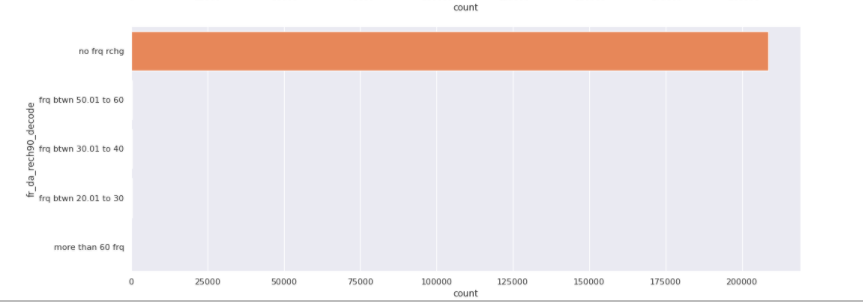 count
no frq rchg
frq btwn 50.01 to 60
frq btwn 30.01 to 40
frq btwn 20.01 to 30
more than 60 frq
fr_da_rech90_decode
0 25000 50000 75000 100000 125000 150000 175000 200000
count